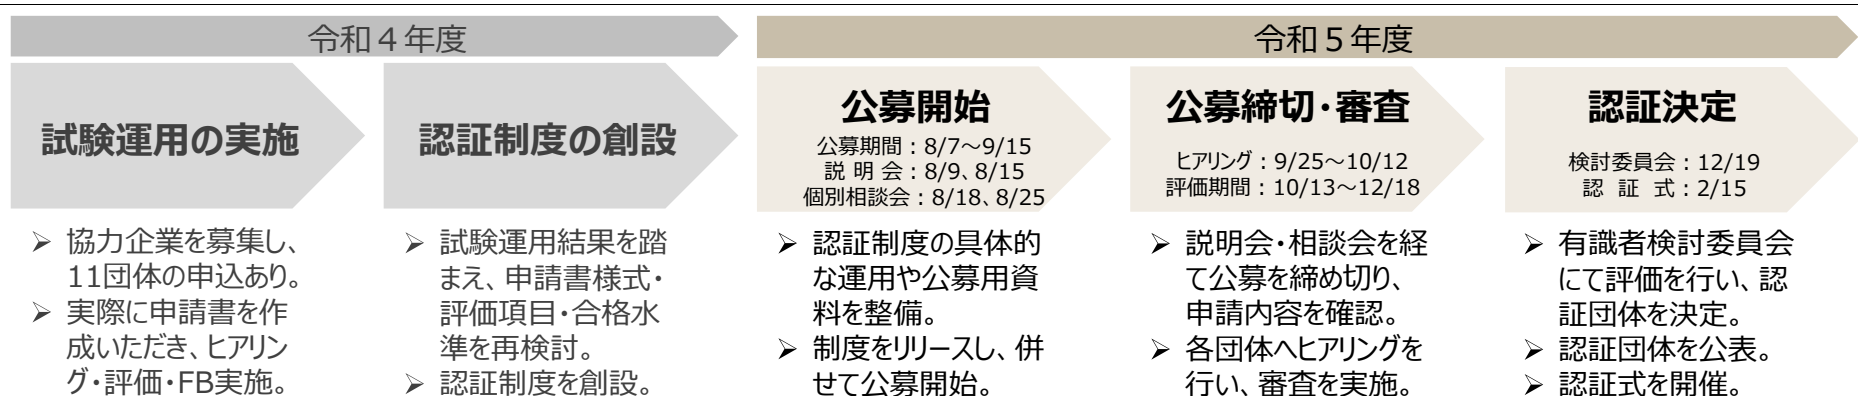 令和４年度
試験運用の実施
➢ 協力企業を募集し、
11団体の申込あり。
➢ 実際に申請書を作
成いただき、ヒアリン
グ・評価・FB実施。
認証制度の創設
➢ 試験運用結果を踏
まえ、申請書様式・
評価項目・合格水
準を再検討。
➢ 認証制度を創設。
令和５年度
公募開始
公募期間：8/7～9/15
説 明 会：8/9、8/15
個別相談会：8/18、8/25
➢ 認証制度の具体的
な運用や公募用資
料を整備。
➢ 制度をリリースし、併
せて公募開始。
公募締切・審査
ヒアリング：9/25～10/12
評価期間：10/13～12/18
➢ 説明会・相談会を経
て公募を締め切り、
申請内容を確認。
➢ 各団体へヒアリングを
行い、審査を実施。
認証決定
検討委員会：12/19
認 証 式：2/15
➢ 有識者検討委員会
にて評価を行い、認
証団体を決定。
➢ 認証団体を公表。
➢ 認証式を開催。